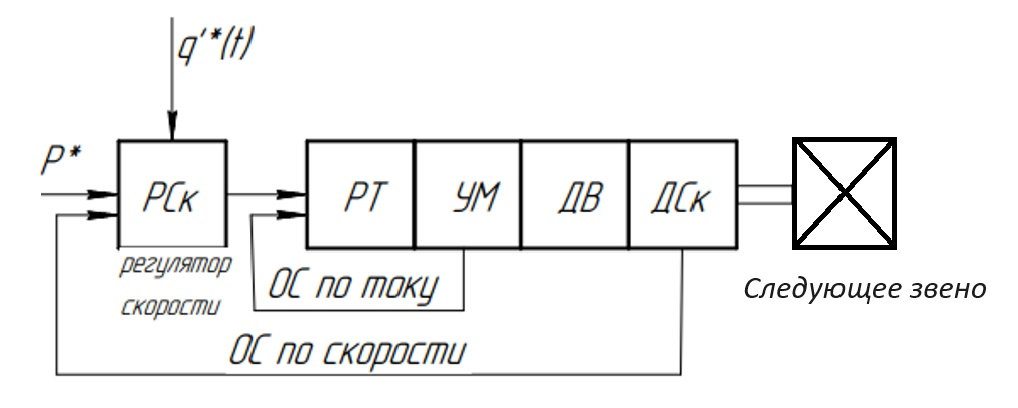 q'*(t)
P*
РСк
РТ
УМ
ДВ
ДСк
регулятор
скорости
ОС по току
Следующее звено
ОС по скорости